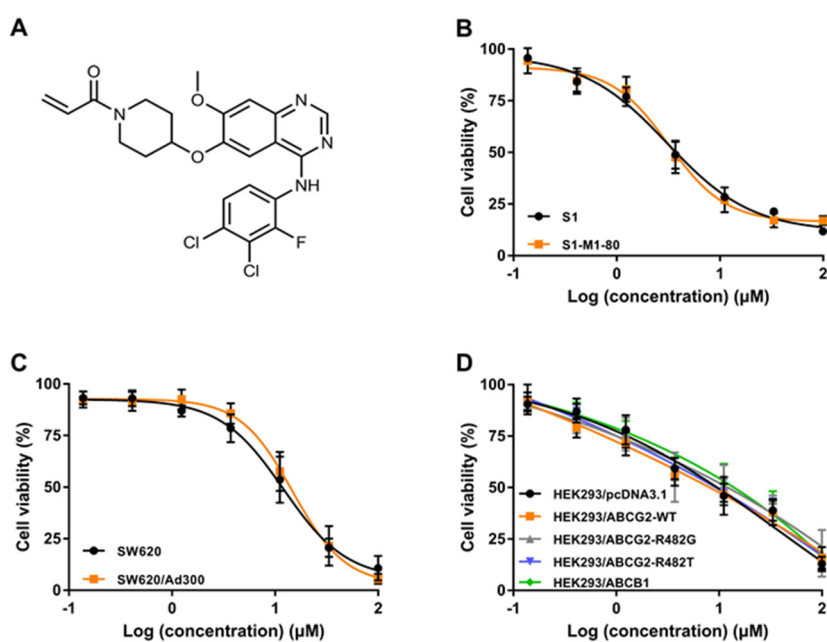 A
O
N
O
O
N
N
NH
Cl
F
Cl
B
100
75
50
25
0
Cell viability (%)
S1
S1-M1-80
-1 0 1 2
Log (concentration) (µM)
C
100
75
50
25
0
Cell viability (%)
SW620
SW620/Ad300
-1 0 1 2
Log (concentration) (µM)
D
100
75
50
25
0
Cell viability (%)
HEK293/pcDNA3.1
HEK293/ABCG2-WT
HEK293/ABCG2-R482G
HEK293/ABCG2-R482T
HEK293/ABCB1
-1 0 1 2
Log (concentration) (µM)